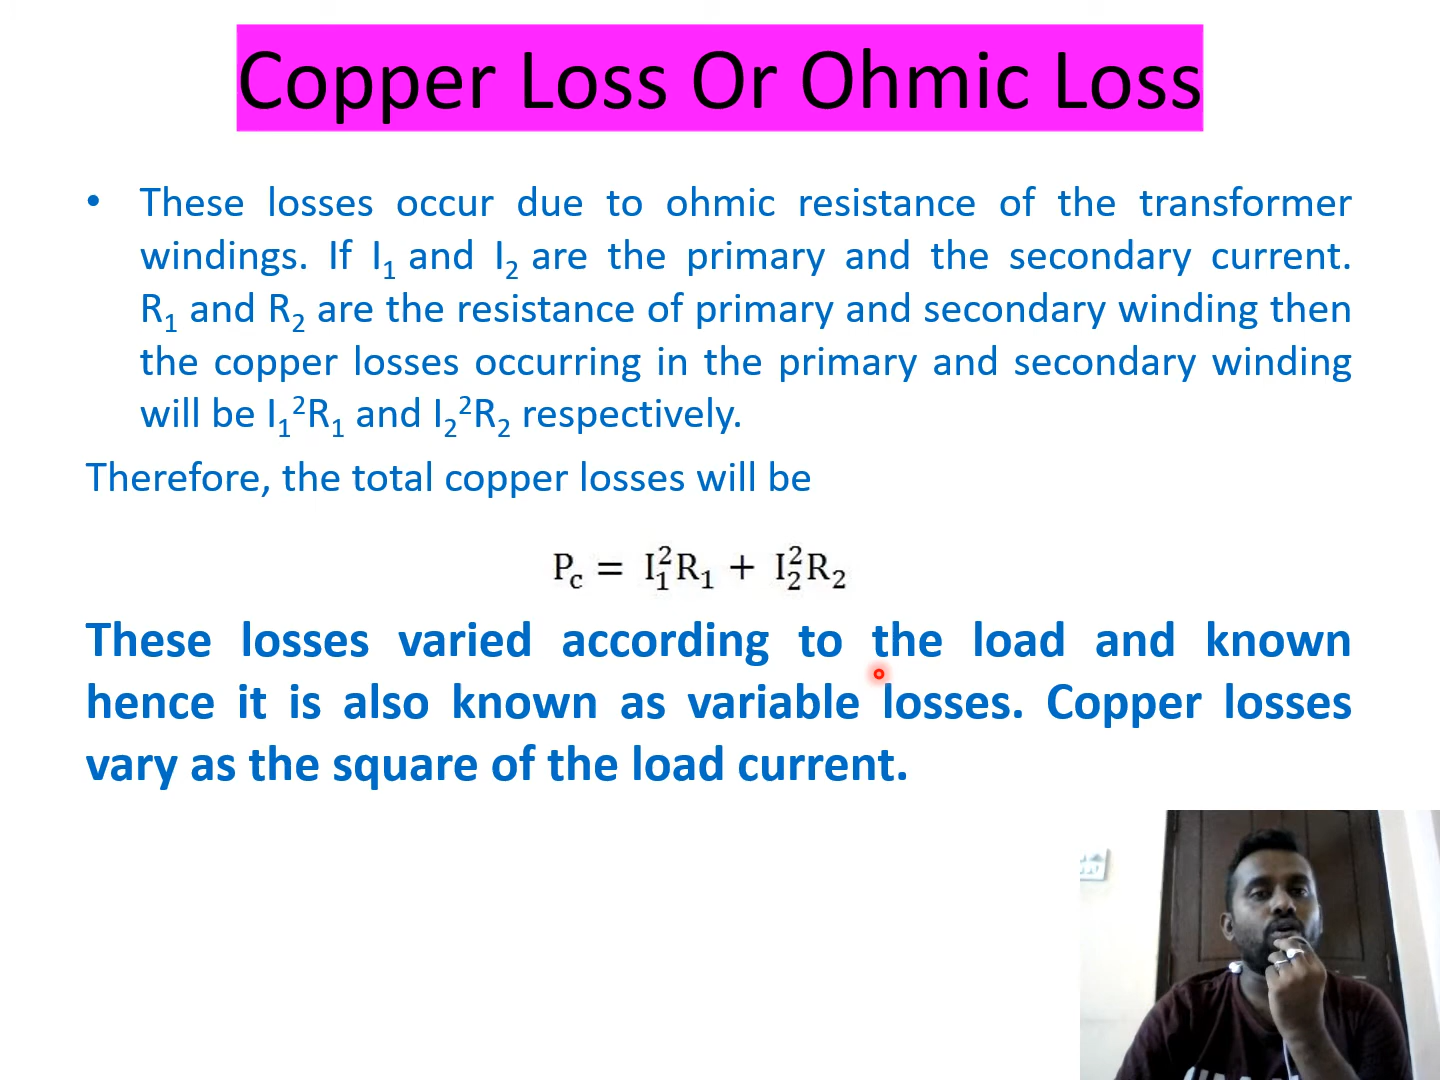 Copper Loss Or Ohmic Loss
• These losses occur due to ohmic resistance of the transformer
windings. If I₁ and I₂ are the primary and the secondary current.
R₁ and R₂ are the resistance of primary and secondary winding then
the copper losses occurring in the primary and secondary winding
will be I₁²R₁ and I₂²R₂ respectively.
Therefore, the total copper losses will be
P_c = I₁²R₁ + I₂²R₂
These losses varied according to the load and known
hence it is also known as variable losses. Copper losses
vary as the square of the load current.